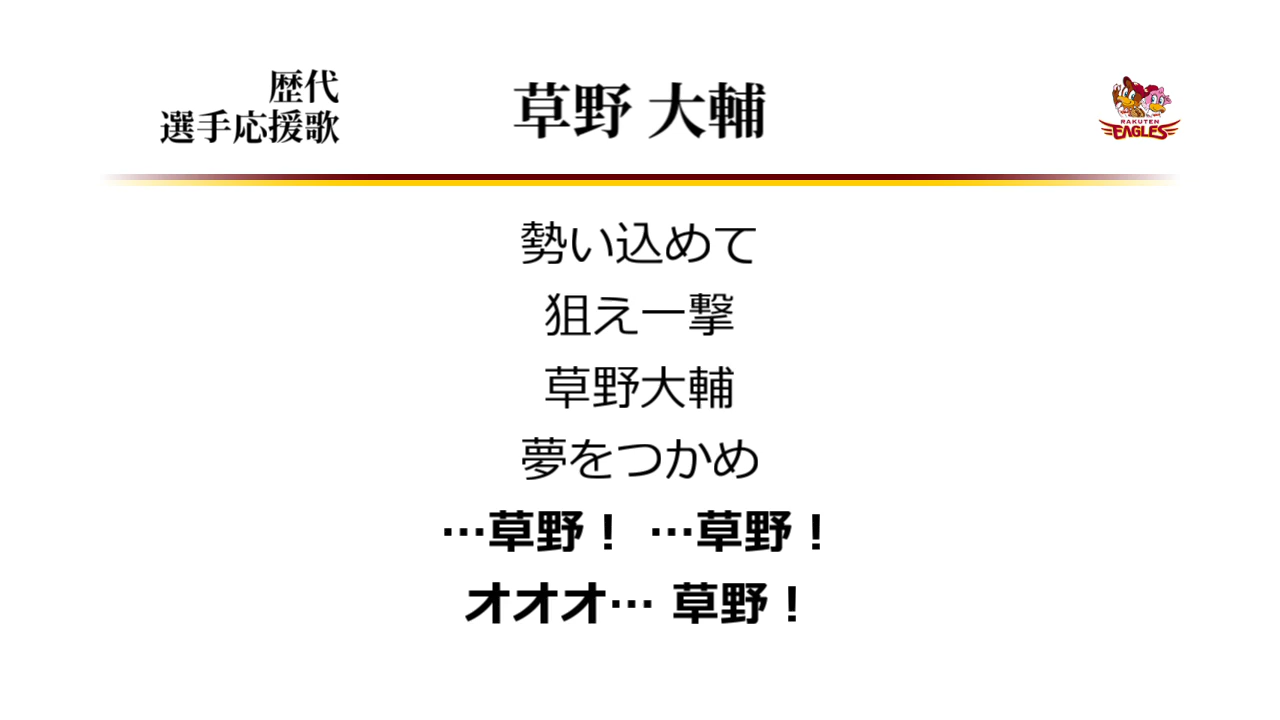 歴代
選手応援歌
草野 大輔
RAKUTEN
EAGLES
勢い込めて
狙え一撃
草野大輔
夢をつかめ
…草野！ …草野！
オオオ… 草野！